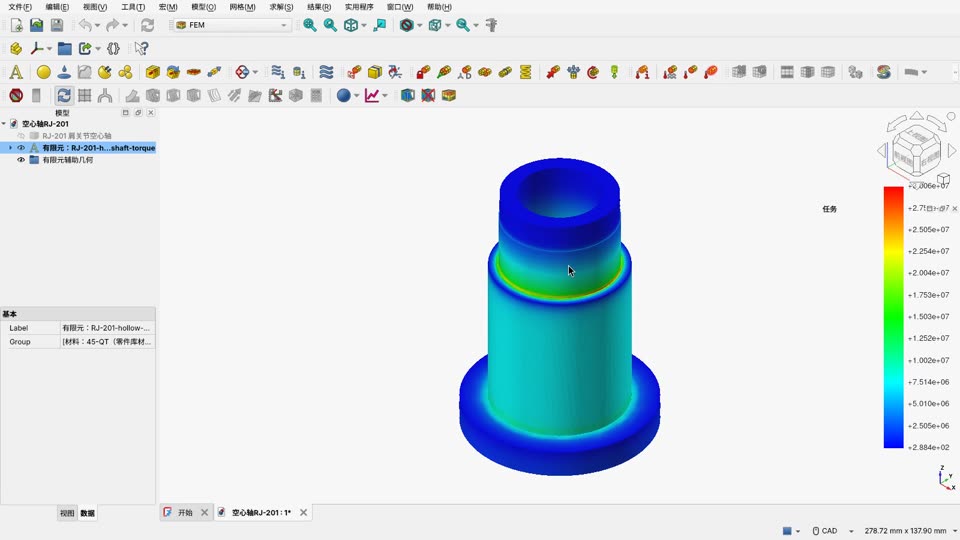 文件(F) 编辑(E) 视图(V) 工具(T) 宏(M) 模型(O) 网格(M) 求解(S) 结果(R) 实用程序 窗口(W) 帮助(H)
FEM
模型
空心轴RJ-201
RJ-201 肩关节空心轴
有限元：RJ-201-h...shaft-torque
有限元辅助几何
任务
+2.505e+07
+2.254e+07
+2.004e+07
+1.753e+07
+1.503e+07
+1.252e+07
+1.002e+07
+7.514e+06
+5.010e+06
+2.505e+06
+2.884e+02
Z
Y
X
基本
Label 有限元：RJ-201-hollow-...
Group [材料：45-QT（零件库材...
视图 数据
开始
空心轴RJ-201 : 1*
CAD
278.72 mm x 137.90 mm